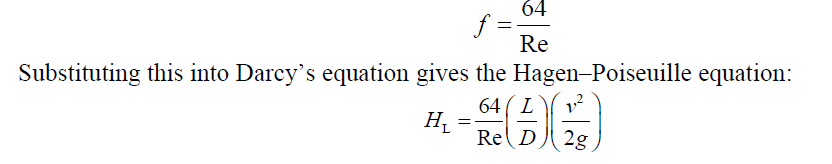 f = 64/Re
Substituting this into Darcy’s equation gives the Hagen–Poiseuille equation:
H_L = 64/Re (L/D)(v²/2g)